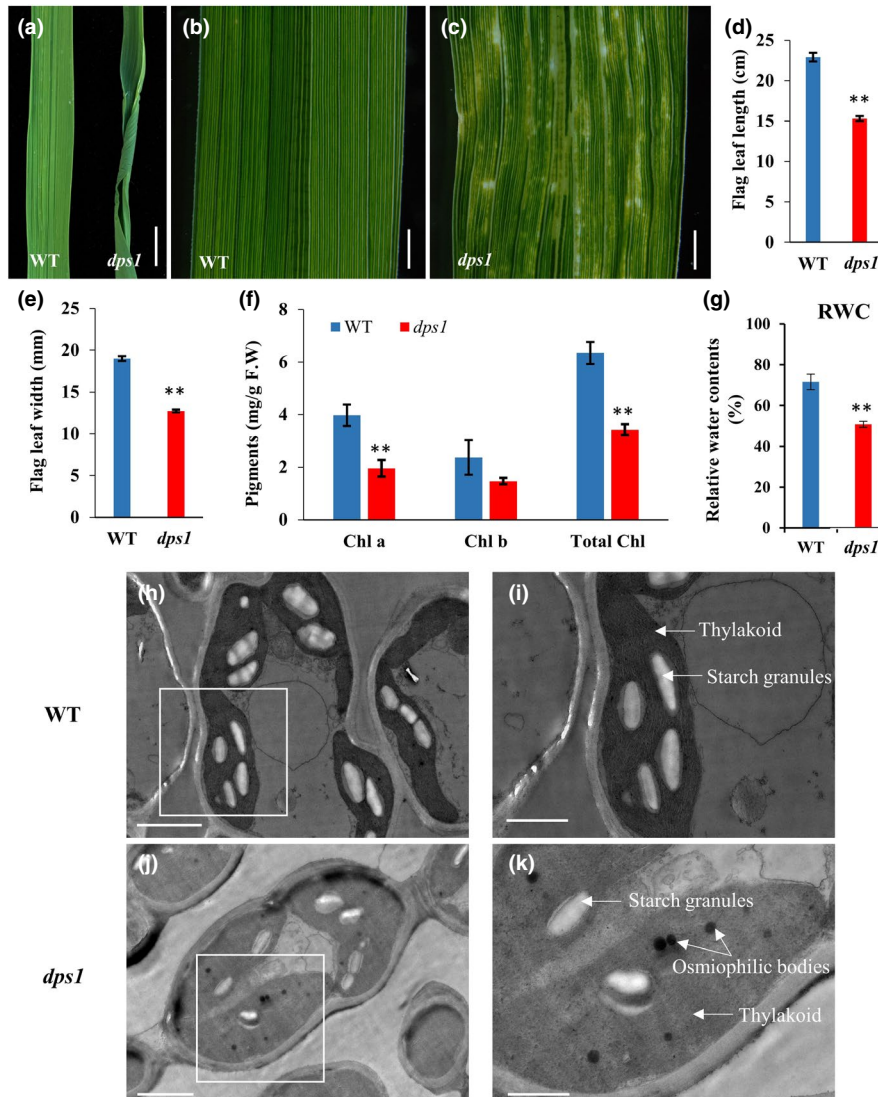 (a)
WT
dps1
(b)
WT
(c)
dps1
(d)
Flag leaf length (cm)
25
20
15
10
5
0
**
WT
dps1
(e)
Flag leaf width (mm)
25
20
15
10
5
0
**
WT
dps1
(f)
Pigments (mg/g F.W)
8
6
4
2
0
WT
dps1
**
**
Chl a
Chl b
Total Chl
(g)
RWC
Relative water contents
(%)
100
80
60
40
20
0
**
WT
dps1
WT
(h)
(i)
Thylakoid
Starch granules
dps1
(j)
(k)
Starch granules
Osmiophilic bodies
Thylakoid